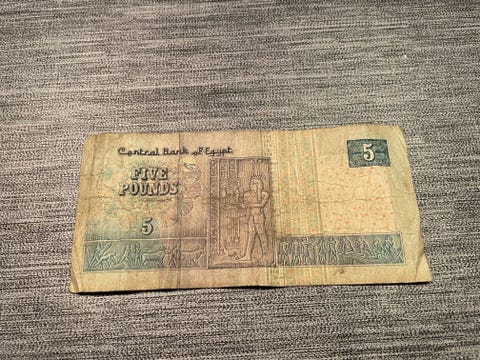 Central Bank of Egypt
5
FIVE
POUNDS
5